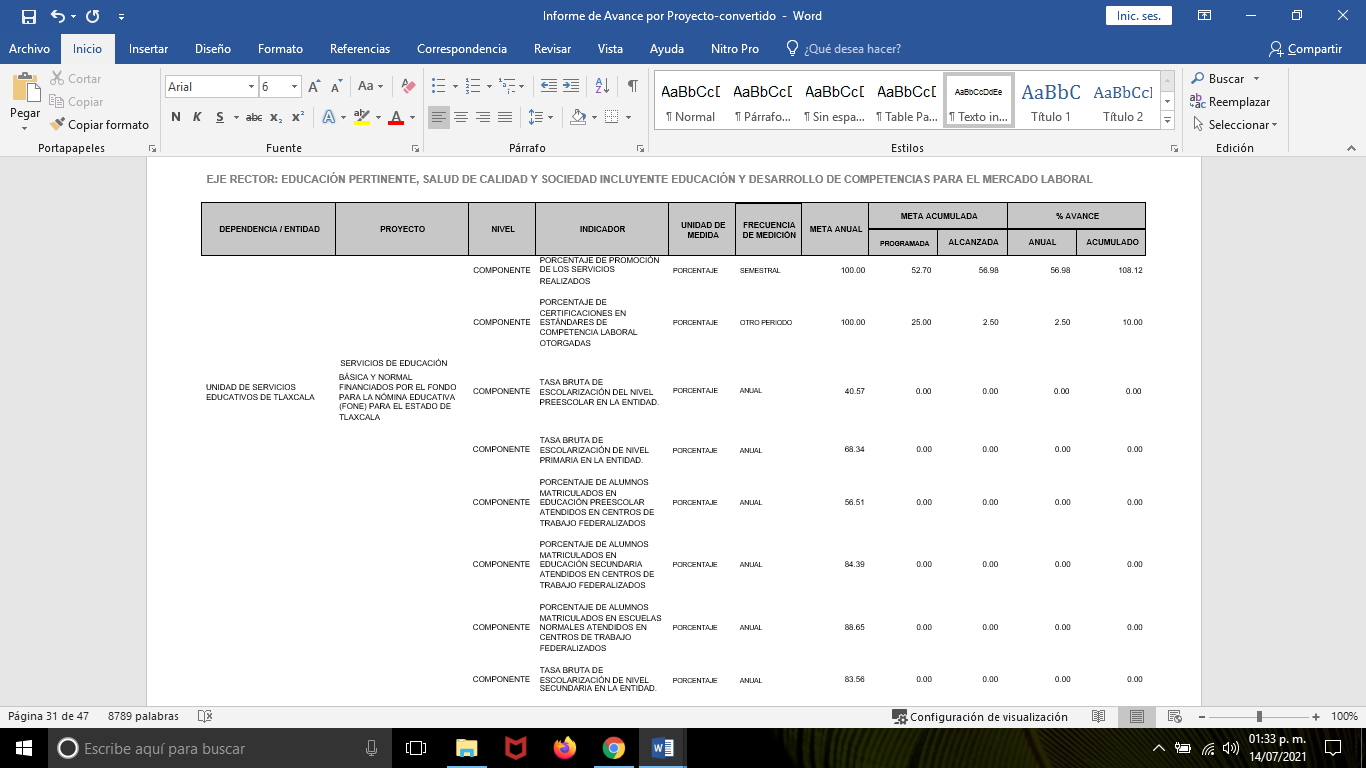 Informe de Avance por Proyecto-convertido - Word
Inic. ses.
Archivo Inicio Insertar Diseño Formato Referencias Correspondencia Revisar Vista Ayuda Nitro Pro ¿Qué desea hacer? Compartir
Pegar
Cortar
Copiar
Copiar formato
Portapapeles
Arial 6
Fuente
Párrafo
AaBbCcD AaBbCcD AaBbCcD AaBbCcD AaBbCcDdEe AaBbC AaBbCcI
¶ Normal ¶ Párrafo... ¶ Sin espa... ¶ Table Pa... ¶ Texto in... Título 1 Título 2
Estilos
Buscar
Reemplazar
Seleccionar
Edición
EJE RECTOR: EDUCACIÓN PERTINENTE, SALUD DE CALIDAD Y SOCIEDAD INCLUYENTE EDUCACIÓN Y DESARROLLO DE COMPETENCIAS PARA EL MERCADO LABORAL
DEPENDENCIA / ENTIDAD PROYECTO NIVEL INDICADOR UNIDAD DE MEDIDA FRECUENCIA DE MEDICIÓN META ANUAL META ACUMULADA % AVANCE
PROGRAMADA ALCANZADA ANUAL ACUMULADO
PORCENTAJE DE PROMOCIÓN
COMPONENTE DE LOS SERVICIOS PORCENTAJE SEMESTRAL 100.00 52.70 56.98 56.98 108.12
REALIZADOS
PORCENTAJE DE
CERTIFICACIONES EN
COMPONENTE ESTÁNDARES DE PORCENTAJE OTRO PERIODO 100.00 25.00 2.50 2.50 10.00
COMPETENCIA LABORAL
OTORGADAS
UNIDAD DE SERVICIOS
EDUCATIVOS DE TLAXCALA
SERVICIOS DE EDUCACIÓN
BÁSICA Y NORMAL
FINANCIADOS POR EL FONDO
PARA LA NÓMINA EDUCATIVA
(FONE) PARA EL ESTADO DE
TLAXCALA
TASA BRUTA DE
COMPONENTE ESCOLARIZACIÓN DEL NIVEL PORCENTAJE ANUAL 40.57 0.00 0.00 0.00 0.00
PREESCOLAR EN LA ENTIDAD.
TASA BRUTA DE
COMPONENTE ESCOLARIZACIÓN DE NIVEL PORCENTAJE ANUAL 68.34 0.00 0.00 0.00 0.00
PRIMARIA EN LA ENTIDAD.
PORCENTAJE DE ALUMNOS
MATRICULADOS EN
COMPONENTE EDUCACIÓN PREESCOLAR PORCENTAJE ANUAL 56.51 0.00 0.00 0.00 0.00
ATENDIDOS EN CENTROS DE
TRABAJO FEDERALIZADOS
PORCENTAJE DE ALUMNOS
MATRICULADOS EN
COMPONENTE EDUCACIÓN SECUNDARIA PORCENTAJE ANUAL 84.39 0.00 0.00 0.00 0.00
ATENDIDOS EN CENTROS DE
TRABAJO FEDERALIZADOS
PORCENTAJE DE ALUMNOS
MATRICULADOS EN ESCUELAS
COMPONENTE NORMALES ATENDIDOS EN PORCENTAJE ANUAL 88.65 0.00 0.00 0.00 0.00
CENTROS DE TRABAJO
FEDERALIZADOS
TASA BRUTA DE
COMPONENTE ESCOLARIZACIÓN DE NIVEL PORCENTAJE ANUAL 83.56 0.00 0.00 0.00 0.00
SECUNDARIA EN LA ENTIDAD.
Página 31 de 47 8789 palabras Configuración de visualización 100%
Escribe aquí para buscar
01:33 p. m.
14/07/2021